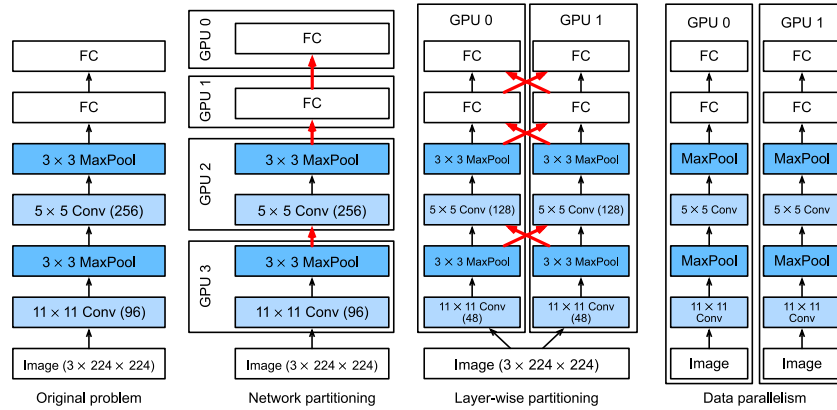 FC
FC
3 × 3 MaxPool
5 × 5 Conv (256)
3 × 3 MaxPool
11 × 11 Conv (96)
Image (3 × 224 × 224)
Original problem
GPU 0
FC
GPU 1
FC
GPU 2
3 × 3 MaxPool
5 × 5 Conv (256)
GPU 3
3 × 3 MaxPool
11 × 11 Conv (96)
Image (3 × 224 × 224)
Network partitioning
GPU 0
FC
FC
3 × 3 MaxPool
5 × 5 Conv (128)
3 × 3 MaxPool
11 × 11 Conv
(48)
GPU 1
FC
FC
3 × 3 MaxPool
5 × 5 Conv (128)
3 × 3 MaxPool
11 × 11 Conv
(48)
Image (3 × 224 × 224)
Layer-wise partitioning
GPU 0
FC
FC
MaxPool
5 × 5 Conv
MaxPool
11 × 11
Conv
Image
GPU 1
FC
FC
MaxPool
5 × 5 Conv
MaxPool
11 × 11
Conv
Image
Data parallelism